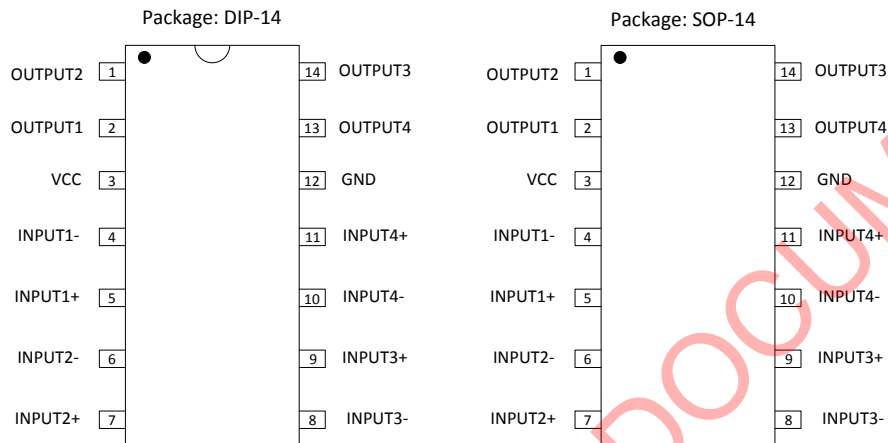 Package: DIP-14
OUTPUT2 1 14 OUTPUT3
OUTPUT1 2 13 OUTPUT4
VCC 3 12 GND
INPUT1- 4 11 INPUT4+
INPUT1+ 5 10 INPUT4-
INPUT2- 6 9 INPUT3+
INPUT2+ 7 8 INPUT3-
Package: SOP-14
OUTPUT2 1 14 OUTPUT3
OUTPUT1 2 13 OUTPUT4
VCC 3 12 GND
INPUT1- 4 11 INPUT4+
INPUT1+ 5 10 INPUT4-
INPUT2- 6 9 INPUT3+
INPUT2+ 7 8 INPUT3-
DOCUM